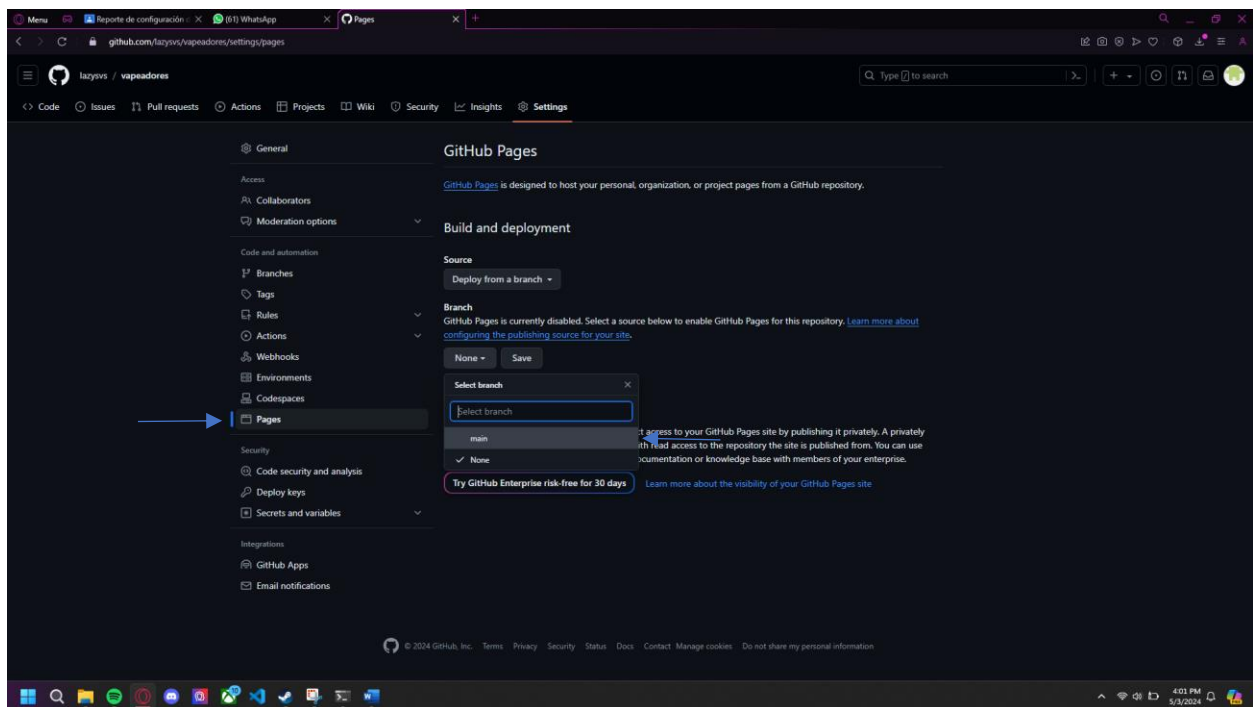 Menu Reporte de configuración d (61) WhatsApp Pages
github.com/lazysvs/vapeadores/settings/pages
lazysvs / vapeadores Type / to search
Code Issues Pull requests Actions Projects Wiki Security Insights Settings
General
Access
Collaborators
Moderation options
Code and automation
Branches
Tags
Rules
Actions
Webhooks
Environments
Codespaces
Pages
Security
Code security and analysis
Deploy keys
Secrets and variables
Integrations
GitHub Apps
Email notifications
GitHub Pages
GitHub Pages is designed to host your personal, organization, or project pages from a GitHub repository.
Build and deployment
Source
Deploy from a branch
Branch
GitHub Pages is currently disabled. Select a source below to enable GitHub Pages for this repository. Learn more about
configuring the publishing source for your site.
None Save
Select branch
Select branch
main
None
access to your GitHub Pages site by publishing it privately. A privately
read access to the repository the site is published from. You can use
or knowledge base with members of your enterprise.
Try GitHub Enterprise risk-free for 30 days Learn more about the visibility of your GitHub Pages site
© 2024 GitHub, Inc. Terms Privacy Security Status Docs Contact Manage cookies Do not share my personal information
4:01 PM
5/3/2024